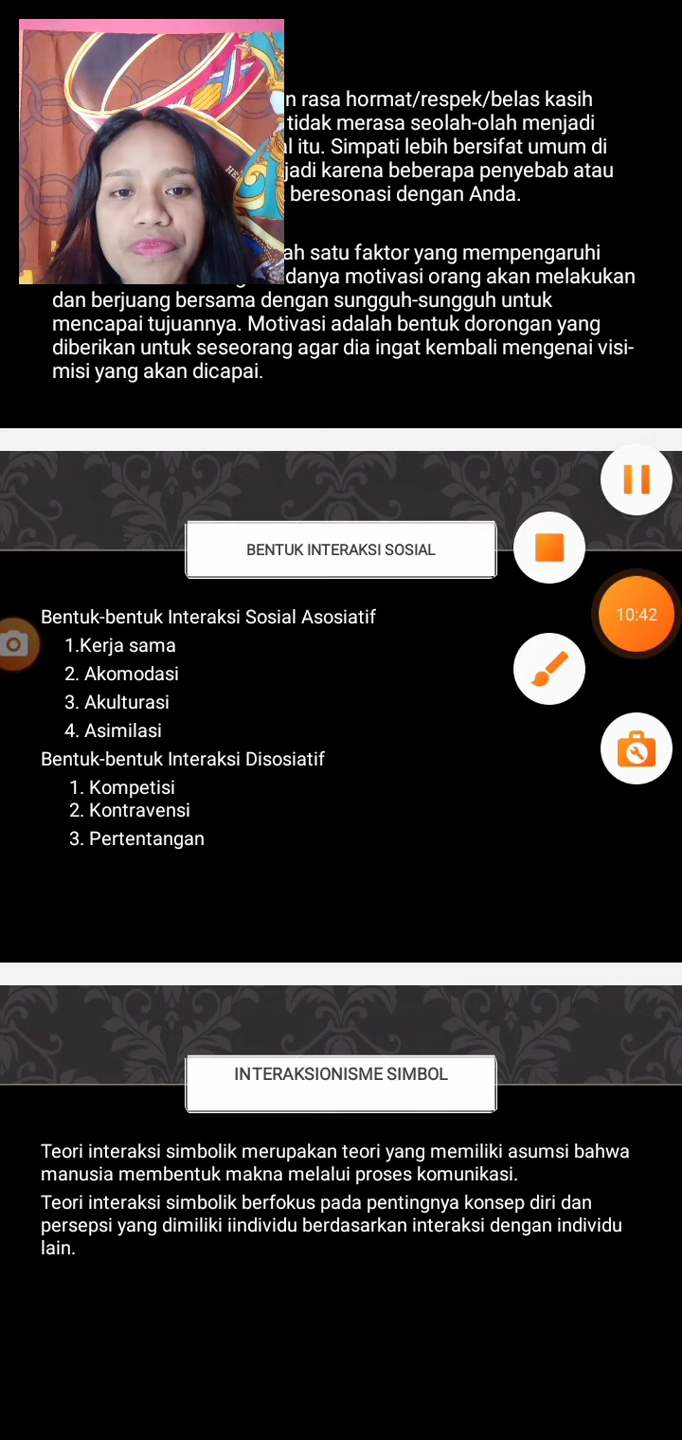 n rasa hormat/respek/belas kasih
tidak merasa seolah-olah menjadi
l itu. Simpati lebih bersifat umum di
jadi karena beberapa penyebab atau
beresonasi dengan Anda.
ah satu faktor yang mempengaruhi
danya motivasi orang akan melakukan
dan berjuang bersama dengan sungguh-sungguh untuk
mencapai tujuannya. Motivasi adalah bentuk dorongan yang
diberikan untuk seseorang agar dia ingat kembali mengenai visi-
misi yang akan dicapai.
BENTUK INTERAKSI SOSIAL
Bentuk-bentuk Interaksi Sosial Asosiatif
10:42
1.Kerja sama
2. Akomodasi
3. Akulturasi
4. Asimilasi
Bentuk-bentuk Interaksi Disosiatif
1. Kompetisi
2. Kontravensi
3. Pertentangan
INTERAKSIONISME SIMBOL
Teori interaksi simbolik merupakan teori yang memiliki asumsi bahwa
manusia membentuk makna melalui proses komunikasi.
Teori interaksi simbolik berfokus pada pentingnya konsep diri dan
persepsi yang dimiliki iindividu berdasarkan interaksi dengan individu
lain.